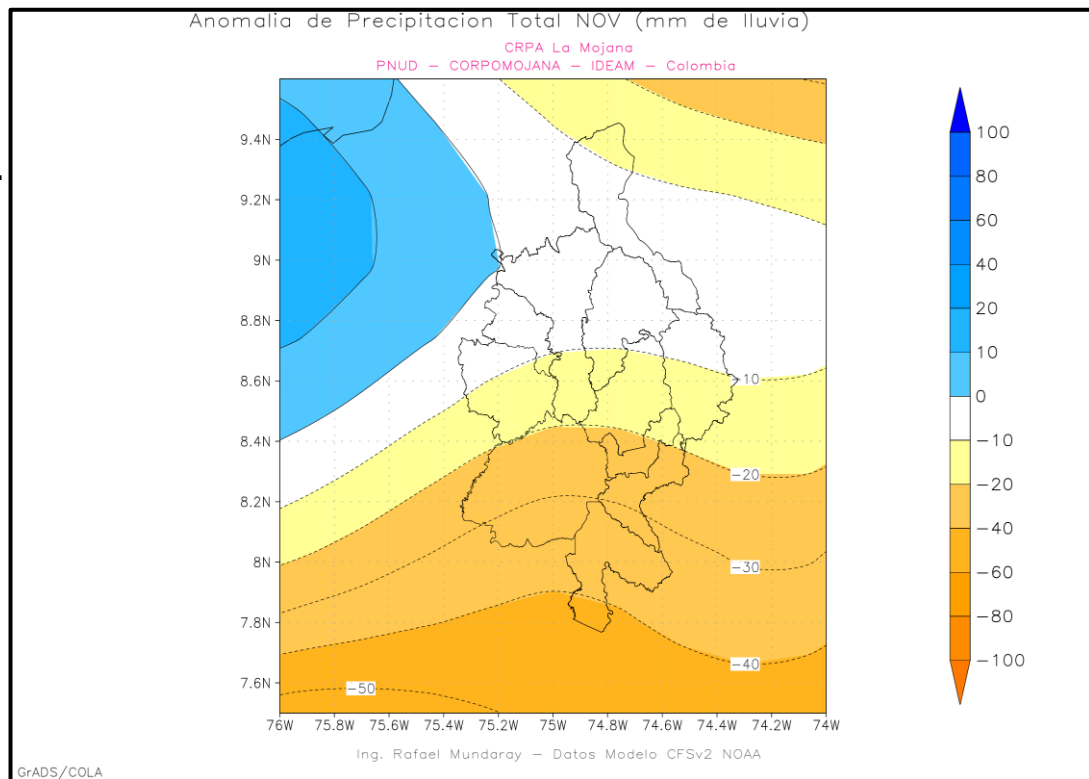 Anomalia de Precipitacion Total NOV (mm de lluvia)
CRPA La Mojana
PNUD – CORPOMOJANA – IDEAM – Colombia
9.4N
9.2N
9N
8.8N
8.6N
8.4N
8.2N
8N
7.8N
7.6N
-10
-20
-30
-40
-50
76W 75.8W 75.6W 75.4W 75.2W 75W 74.8W 74.6W 74.4W 74.2W 74W
100
80
60
40
20
10
0
-10
-20
-40
-60
-80
-100
Ing. Rafael Mundaray – Datos Modelo CFSv2 NOAA
GrADS/COLA